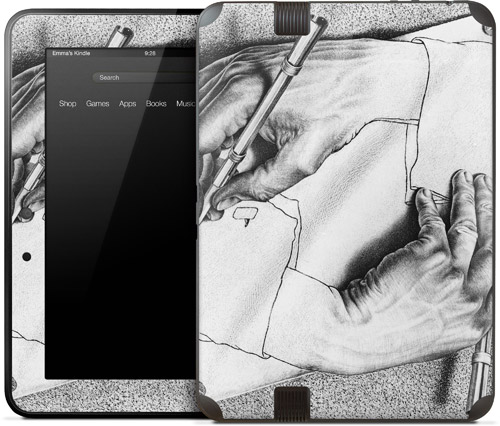 Emma's Kindle 9:28
Search
Shop Games Apps Books Music